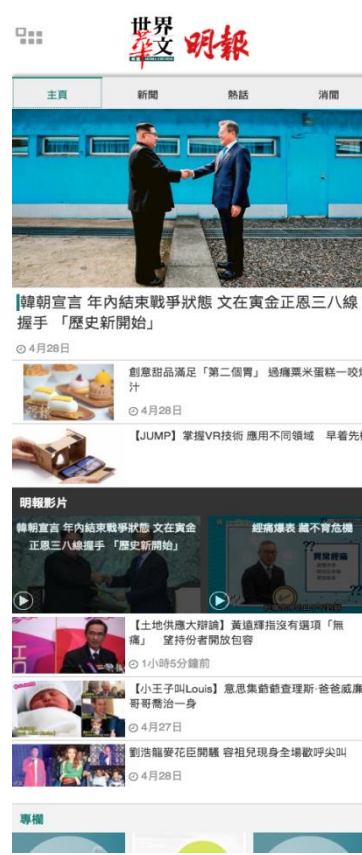 世界
華文
明報
主頁 新聞 熱話 消閒
韓朝宣言 年內結束戰爭狀態 文在寅金正恩三八線
握手 「歷史新開始」
4月28日
創意甜品滿足「第二個胃」 過癮粟米蛋糕一咬
汁
4月28日
【JUMP】掌握VR技術 應用不同領域 早着先
明報影片
韓朝宣言 年內結束戰爭狀態 文在寅金
正恩三八線握手 「歷史新開始」
經痛爆表 藏不育危機
異常經痛
【土地供應大辯論】黃遠輝指沒有選項「無
痛」 望持份者開放包容
1小時5分鐘前
【小王子叫Louis】意思集爺爺查理斯·爸爸威廉
哥哥喬治一身
4月27日
劉浩龍麥花臣開騷 容祖兒現身全場歡呼尖叫
4月28日
專欄